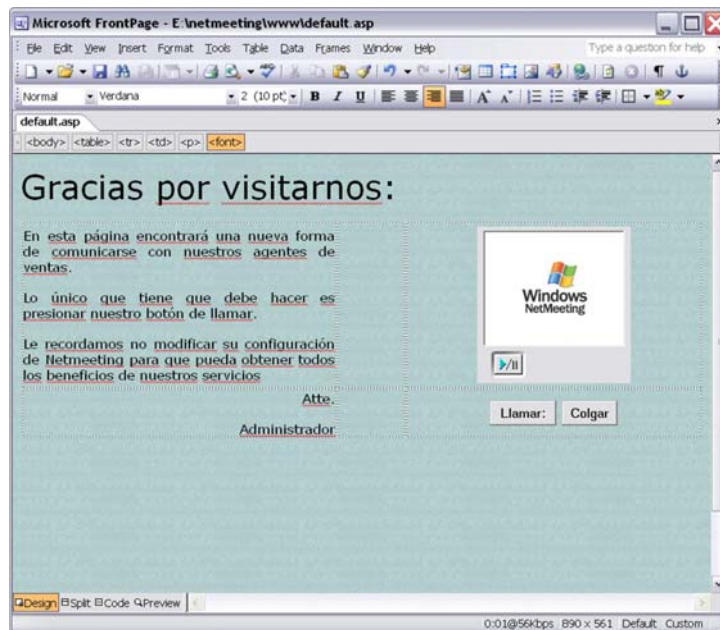 Microsoft FrontPage - E:\netmeeting\www\default.asp
File Edit View Insert Format Tools Table Data Frames Window Help Type a question for help
Normal Verdana 2 (10 pt) B I U A A
default.asp
<body> <table> <tr> <td> <p> <font>
Gracias por visitarnos:
En esta página encontrará una nueva forma
de comunicarse con nuestros agentes de
ventas.
Lo único que tiene que debe hacer es
presionar nuestro botón de llamar.
Le recordamos no modificar su configuración
de Netmeeting para que pueda obtener todos
los beneficios de nuestros servicios
Atte.
Administrador
Windows
NetMeeting
Llamar: Colgar
Design Split Code Preview
0:01@56Kbps 890 x 561 Default Custom